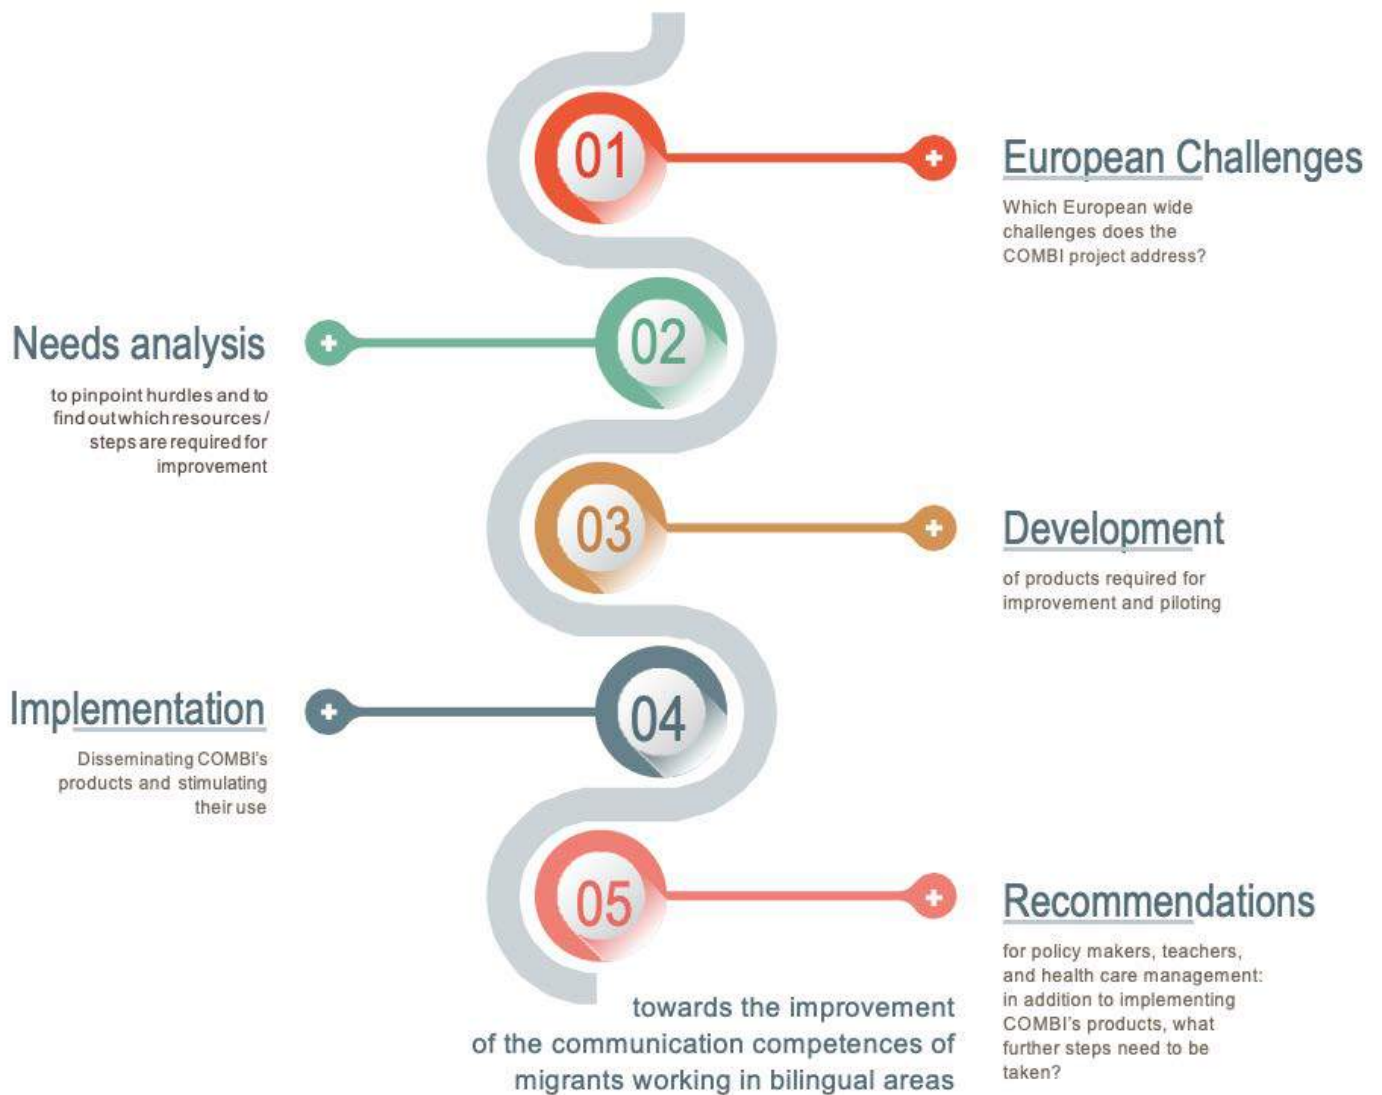 01
European Challenges
Which European wide
challenges does the
COMBI project address?
02
Needs analysis
to pinpoint hurdles and to
find out which resources /
steps are required for
improvement
03
Development
of products required for
improvement and piloting
04
Implementation
Disseminating COMBI's
products and stimulating
their use
05
Recommendations
for policy makers, teachers,
and health care management:
in addition to implementing
COMBI's products, what
further steps need to be
taken?
towards the improvement
of the communication competences of
migrants working in bilingual areas